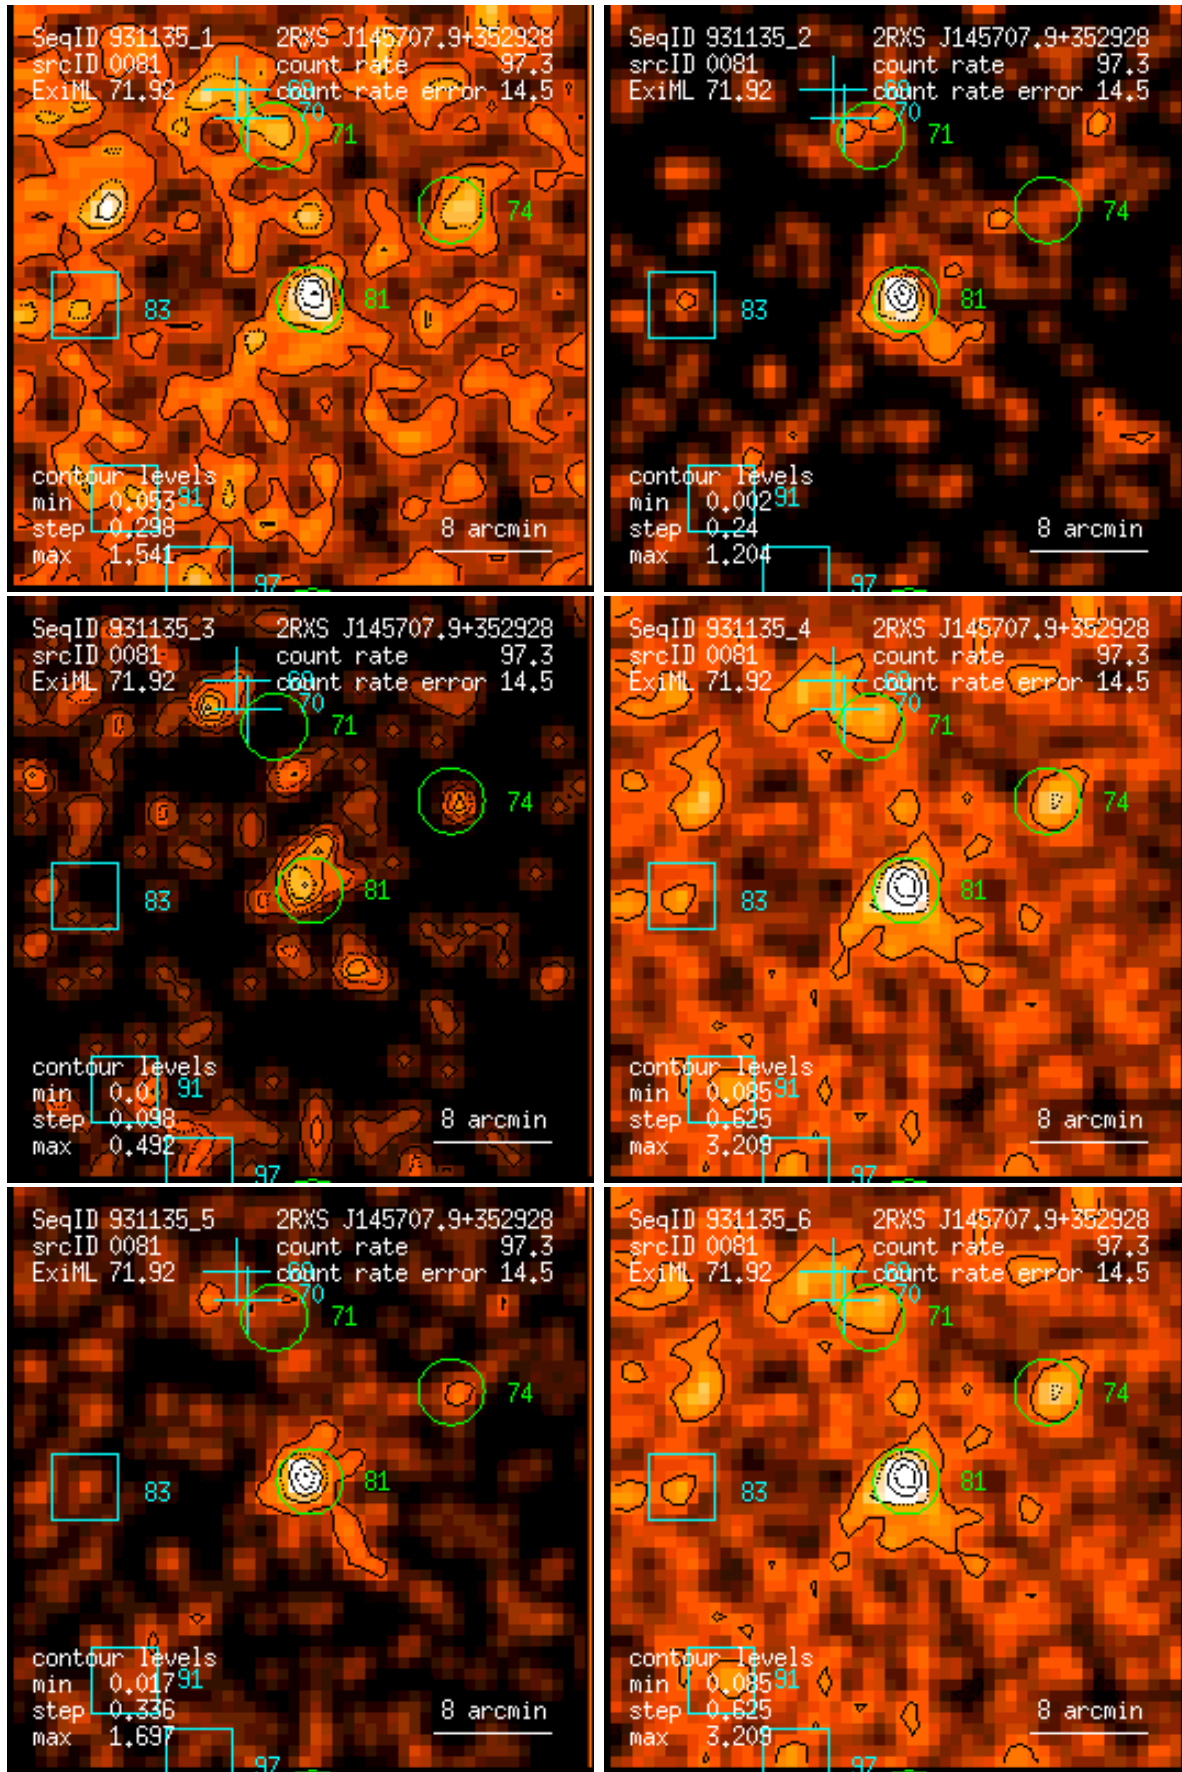 SeqID 931135_1 2RXS J145707.9+352928
srcID 0081 count rate 97.3
ExiML 71.92 count rate error 14.5
69
70
71
74
81
83
contour levels
min 0.053
91
step 0.298
8 arcmin
max 1.541
97
SeqID 931135_2 2RXS J145707.9+352928
srcID 0081 count rate 97.3
ExiML 71.92 count rate error 14.5
69
70
71
74
81
83
contour levels
min 0.002
91
step 0.24
8 arcmin
max 1.204
97
SeqID 931135_3 2RXS J145707.9+352928
srcID 0081 count rate 97.3
ExiML 71.92 count rate error 14.5
69
70
71
74
81
83
contour levels
min 0.0
91
step 0.098
8 arcmin
max 0.492
97
SeqID 931135_4 2RXS J145707.9+352928
srcID 0081 count rate 97.3
ExiML 71.92 count rate error 14.5
69
70
71
74
81
83
contour levels
min 0.085
91
step 0.625
8 arcmin
max 3.209
97
SeqID 931135_5 2RXS J145707.9+352928
srcID 0081 count rate 97.3
ExiML 71.92 count rate error 14.5
69
70
71
74
81
83
contour levels
min 0.017
91
step 0.336
8 arcmin
max 1.697
97
SeqID 931135_6 2RXS J145707.9+352928
srcID 0081 count rate 97.3
ExiML 71.92 count rate error 14.5
69
70
71
74
81
83
contour levels
min 0.085
91
step 0.625
8 arcmin
max 3.209
97